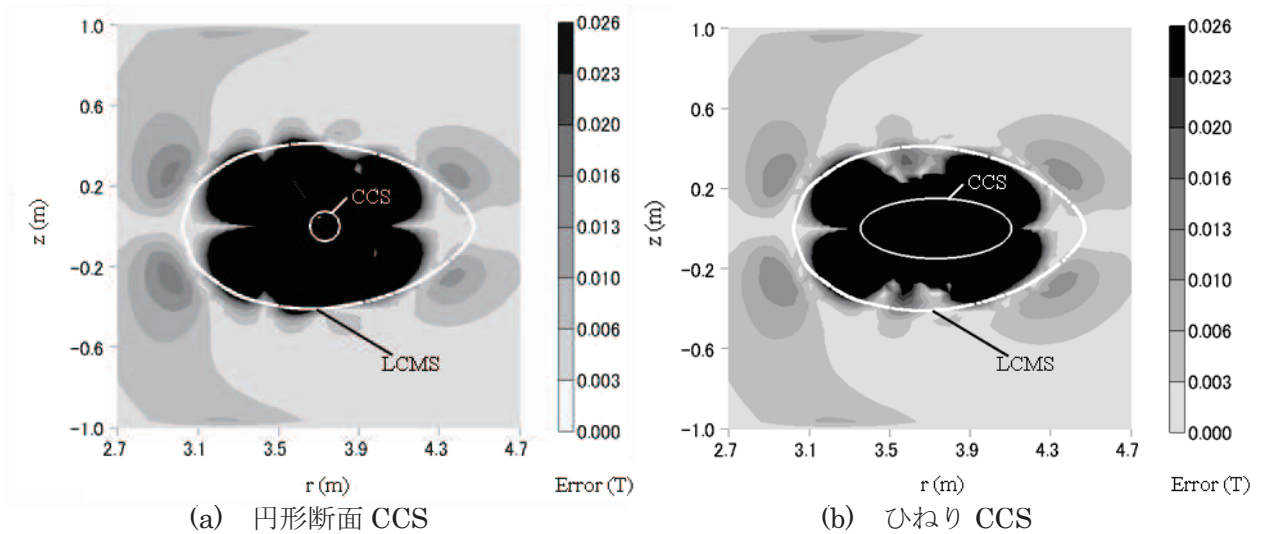 1.0
0.6
0.2
-0.2
-0.6
-1.0
z (m)
2.7 3.1 3.5 3.9 4.3 4.7
r (m)
CCS
LCMS
0.026
0.023
0.020
0.016
0.013
0.010
0.006
0.003
0.000
Error (T)
(a) 円形断面 CCS
1.0
0.6
0.2
-0.2
-0.6
-1.0
z (m)
2.7 3.1 3.5 3.9 4.3 4.7
r (m)
CCS
LCMS
0.026
0.023
0.020
0.016
0.013
0.010
0.006
0.003
0.000
Error (T)
(b) ひねり CCS